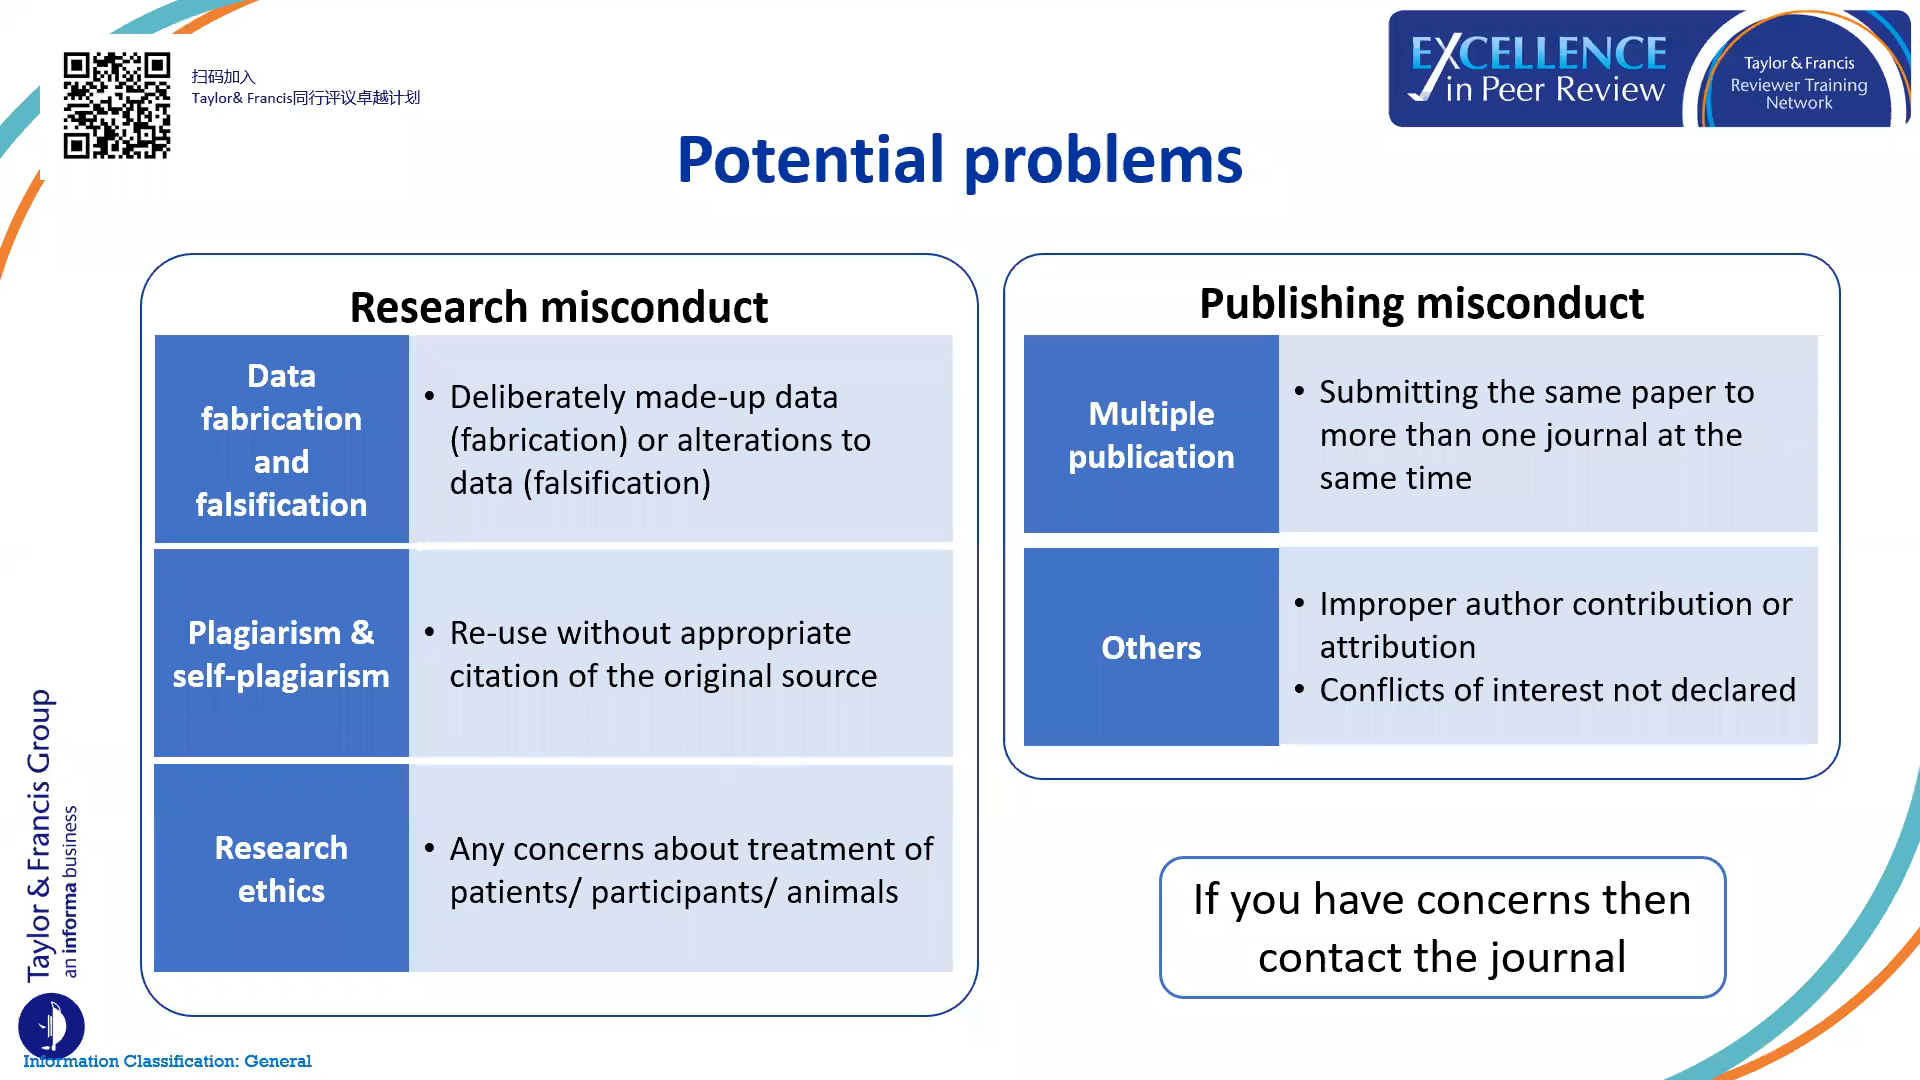 扫码加入
Taylor& Francis同行评议卓越计划
EXCELLENCE
in Peer Review
Taylor & Francis
Reviewer Training
Network
Potential problems
Research misconduct
Data
fabrication
and
falsification
• Deliberately made-up data
(fabrication) or alterations to
data (falsification)
Plagiarism &
self-plagiarism
• Re-use without appropriate
citation of the original source
Research
ethics
• Any concerns about treatment of
patients/ participants/ animals
Publishing misconduct
Multiple
publication
• Submitting the same paper to
more than one journal at the
same time
Others
• Improper author contribution or
attribution
• Conflicts of interest not declared
If you have concerns then
contact the journal
Taylor & Francis Group
an informa business
Information Classification: General